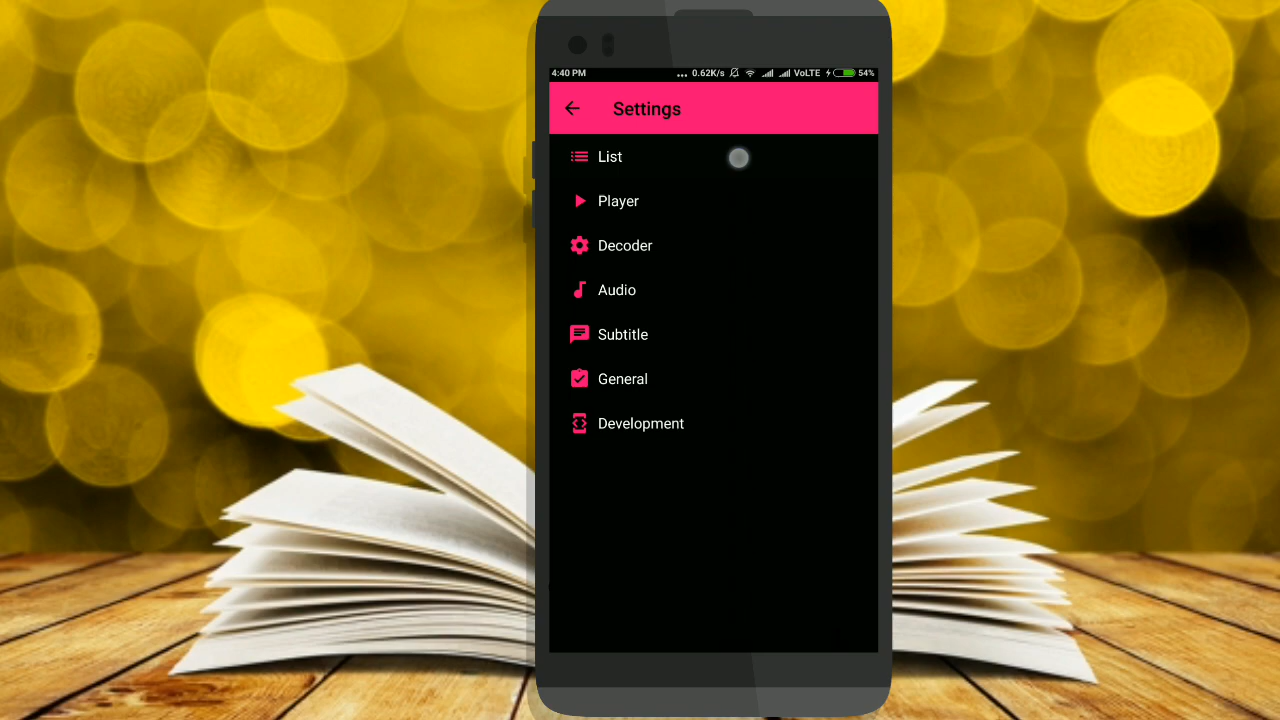 4:40 PM ... 0.62K/s VoLTE 54%
Settings
List
Player
Decoder
Audio
Subtitle
General
Development